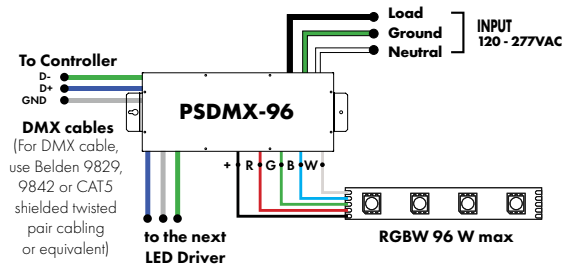 Load
Ground
Neutral
INPUT
120 - 277VAC
To Controller
D-
D+
GND
PSDMX-96
DMX cables
(For DMX cable,
use Belden 9829,
9842 or CAT5
shielded twisted
pair cabling
or equivalent)
+ R G B W
to the next
LED Driver
RGBW 96 W max